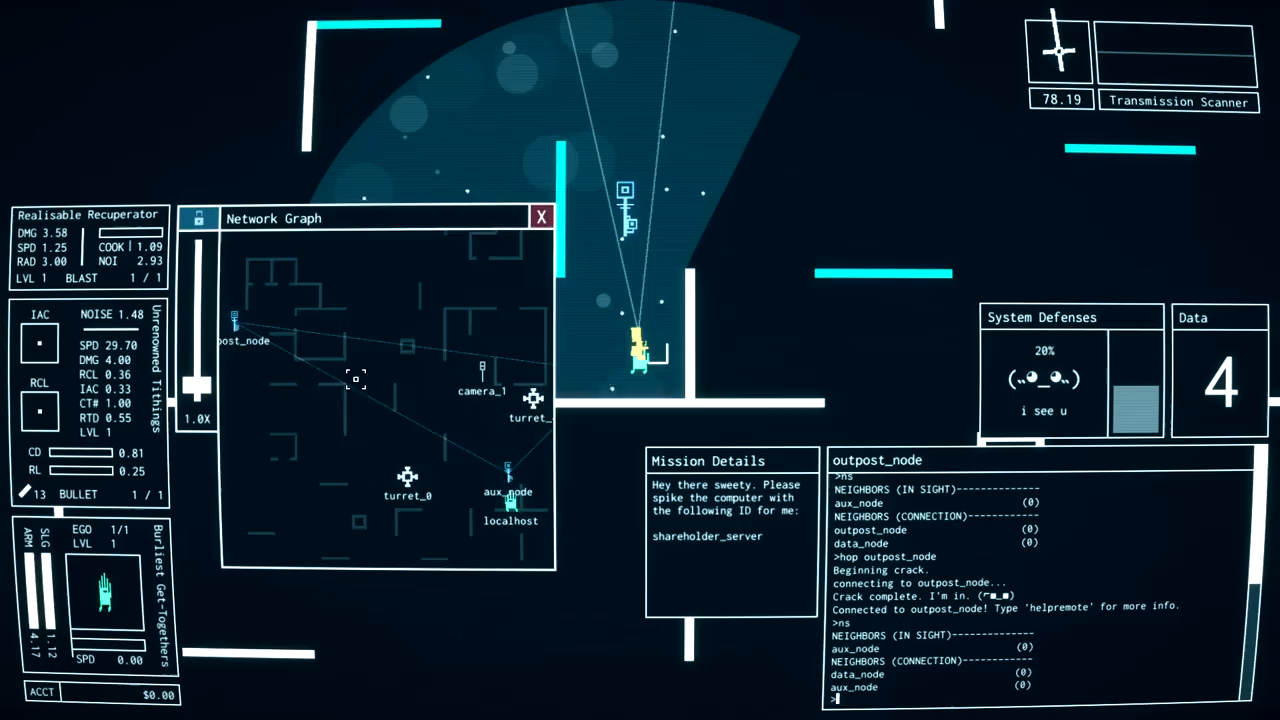 78.19
Transmission Scanner
Realisable Recuperator
DMG 3.58
SPD 1.25
RAD 3.00
COOK 1.09
NOI 2.93
LVL 1 BLAST 1 / 1
IAC
RCL
NOISE 1.48
SPD 29.70
DMG 4.00
RCL 0.36
IAC 0.33
CT# 1.00
RTD 0.55
LVL 1
Unrenowned Tithings
CD 0.81
RL 0.25
13 BULLET 1 / 1
ARM
SLG
4.17
1.12
EGO 1/1
LVL 1
SPD 0.00
Burliest Get-Togethers
ACCT $0.00
Network Graph
X
1.0X
post_node
camera_1
turret_
turret_0
aux_node
localhost
System Defenses
20%
i see u
Data
4
Mission Details
Hey there sweety. Please
spike the computer with
the following ID for me:
shareholder_server
outpost_node
>ns
NEIGHBORS (IN SIGHT)-------------
aux_node (0)
NEIGHBORS (CONNECTION)-----------
outpost_node (0)
data_node (0)
>hop outpost_node
Beginning crack.
connecting to outpost_node...
Crack complete. I'm in. (⌐■_■)
Connected to outpost_node! Type 'helpremote' for more info.
>ns
NEIGHBORS (IN SIGHT)-------------
aux_node (0)
NEIGHBORS (CONNECTION)-----------
data_node (0)
aux_node (0)
>